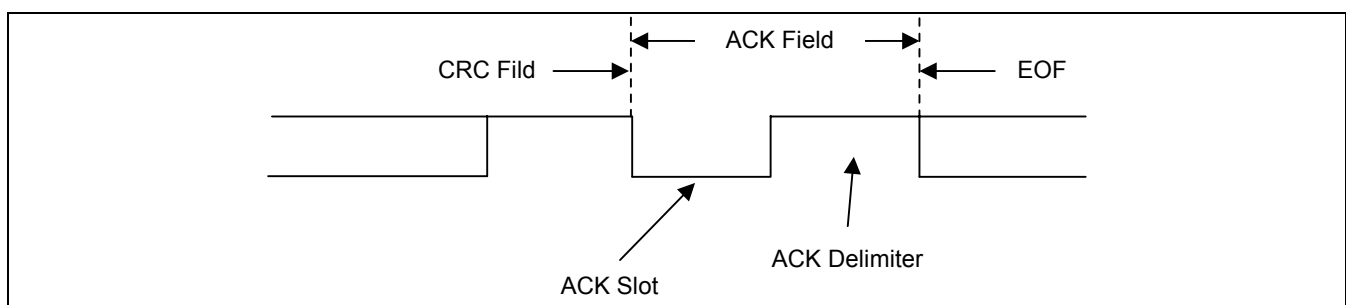 ACK Field
CRC Fild
EOF
ACK Delimiter
ACK Slot